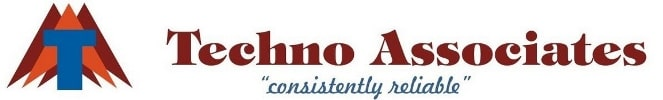 T
Techno Associates
"consistently reliable"